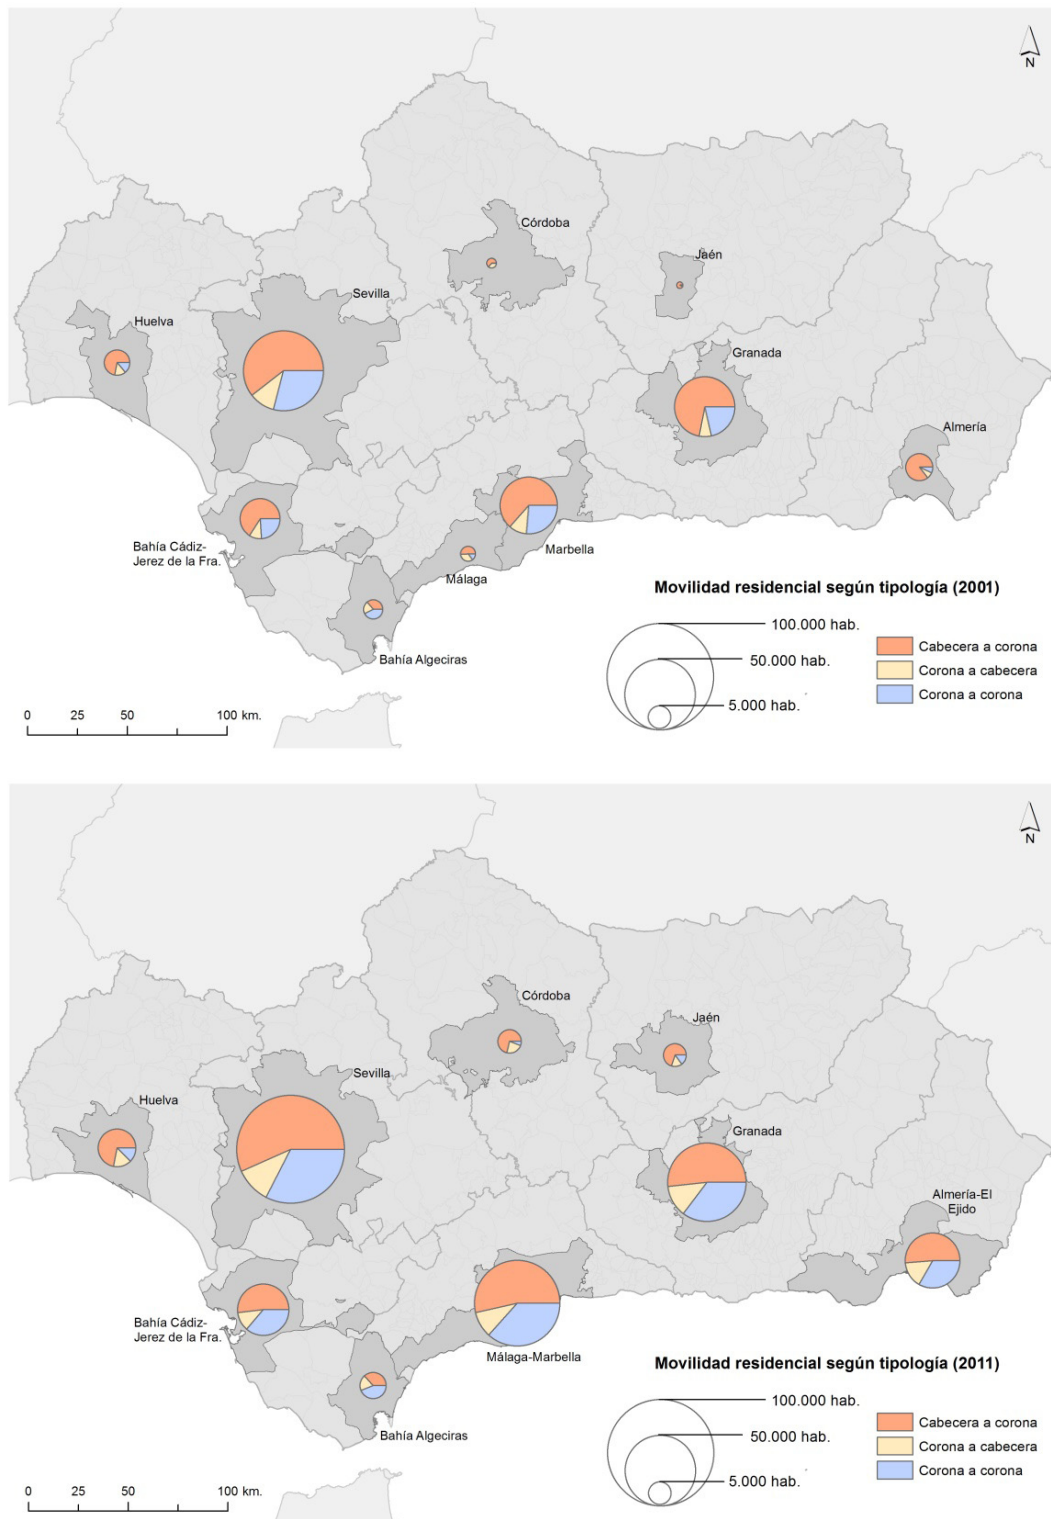 N
Córdoba
Jaén
Sevilla
Huelva
Granada
Almería
Bahía Cádiz-
Jerez de la Fra.
Marbella
Málaga
Bahía Algeciras
Movilidad residencial según tipología (2001)
100.000 hab.
50.000 hab.
5.000 hab.
Cabecera a corona
Corona a cabecera
Corona a corona
0 25 50 100 km.
N
Córdoba
Jaén
Sevilla
Huelva
Granada
Almería-El
Ejido
Bahía Cádiz-
Jerez de la Fra.
Málaga-Marbella
Bahía Algeciras
Movilidad residencial según tipología (2011)
100.000 hab.
50.000 hab.
5.000 hab.
Cabecera a corona
Corona a cabecera
Corona a corona
0 25 50 100 km.